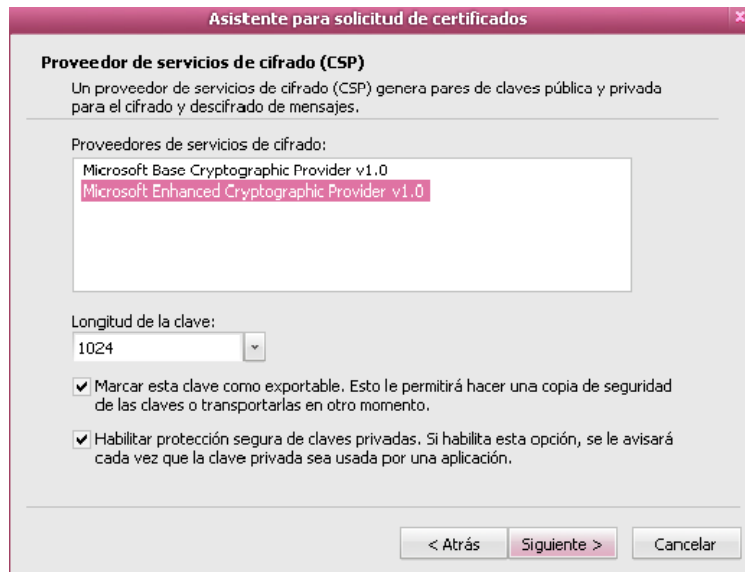 Asistente para solicitud de certificados
Proveedor de servicios de cifrado (CSP)
Un proveedor de servicios de cifrado (CSP) genera pares de claves pública y privada
para el cifrado y descifrado de mensajes.
Proveedores de servicios de cifrado:
Microsoft Base Cryptographic Provider v1.0
Microsoft Enhanced Cryptographic Provider v1.0
Longitud de la clave:
1024
Marcar esta clave como exportable. Esto le permitirá hacer una copia de seguridad
de las claves o transportarlas en otro momento.
Habilitar protección segura de claves privadas. Si habilita esta opción, se le avisará
cada vez que la clave privada sea usada por una aplicación.
< Atrás
Siguiente >
Cancelar